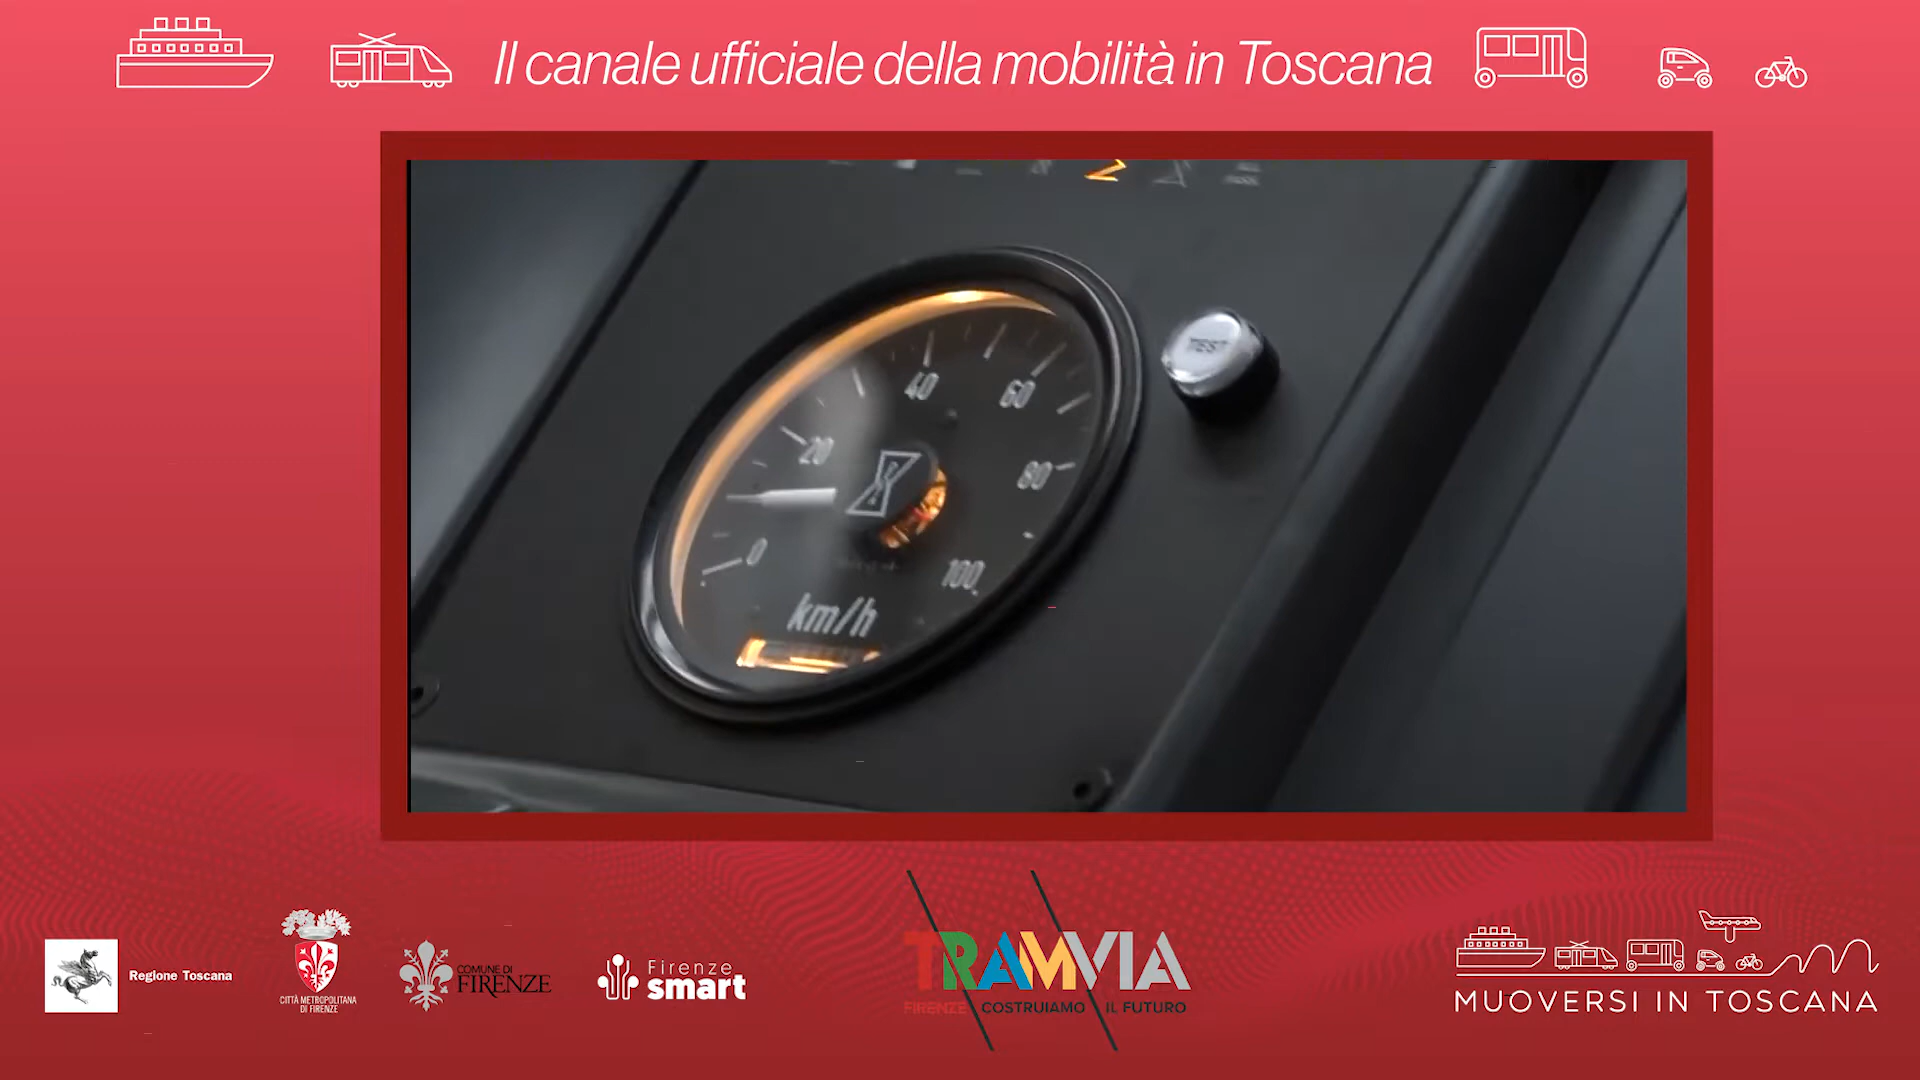 Il canale ufficiale della mobilità in Toscana
TEST
0
20
40
60
80
100
km/h
Regione Toscana
CITTÀ METROPOLITANA
DI FIRENZE
COMUNE DI
FIRENZE
Firenze
smart
TRAMVIA
FIRENZE COSTRUIAMO IL FUTURO
MUOVERSI IN TOSCANA